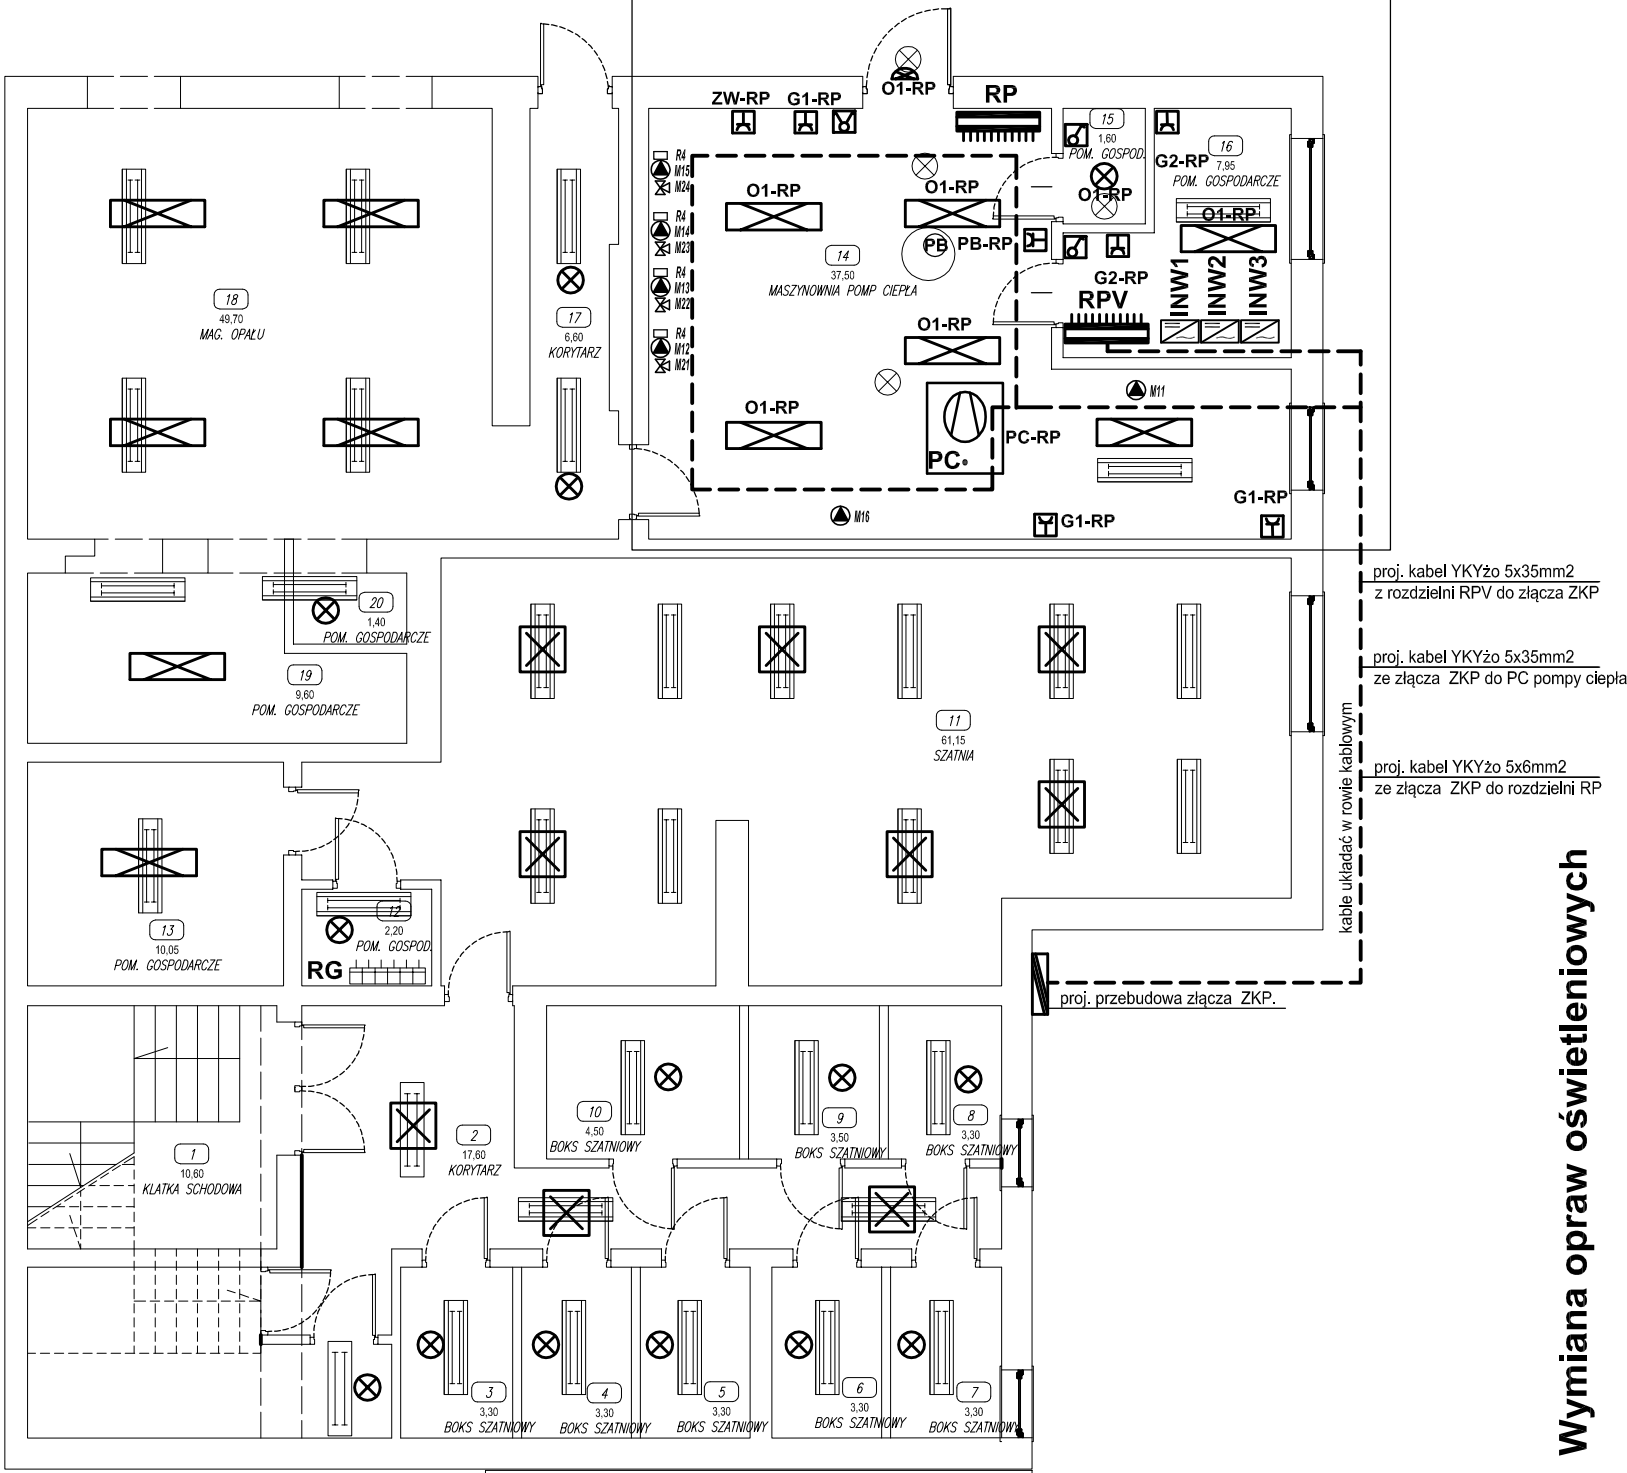 O1-RP
ZW-RP
G1-RP
RP
15
1,60
POM. GOSPOD.
O1-RP
G2-RP
16
7,95
POM. GOSPODARCZE
O1-RP
R4
M15
M24
R4
M14
M23
R4
M13
M22
R4
M12
M21
O1-RP
O1-RP
PB
PB-RP
14
37,50
MASZYNOWNIA POMP CIEPŁA
G2-RP
RPV
INW1
INW2
INW3
O1-RP
O1-RP
M11
PC-RP
PC
M16
G1-RP
G1-RP
18
49,70
MAG. OPAŁU
17
6,60
KORYTARZ
20
1,40
POM. GOSPODARCZE
19
9,60
POM. GOSPODARCZE
11
61,15
SZATNIA
proj. kabel YKYżo 5x35mm2
z rozdzielni RPV do złącza ZKP
proj. kabel YKYżo 5x35mm2
ze złącza ZKP do PC pompy ciepła
proj. kabel YKYżo 5x6mm2
ze złącza ZKP do rozdzielni RP
kable układać w rowie kablowym
13
10,05
POM. GOSPODARCZE
12
2,20
POM. GOSPOD.
RG
proj. przebudowa złącza ZKP.
1
10,60
KLATKA SCHODOWA
2
17,60
KORYTARZ
10
4,50
BOKS SZATNIOWY
9
3,50
BOKS SZATNIOWY
8
3,30
BOKS SZATNIOWY
3
3,30
BOKS SZATNIOWY
4
3,30
BOKS SZATNIOWY
5
3,30
BOKS SZATNIOWY
6
3,30
BOKS SZATNIOWY
7
3,30
BOKS SZATNIOWY
Wymiana opraw oświetleniowych